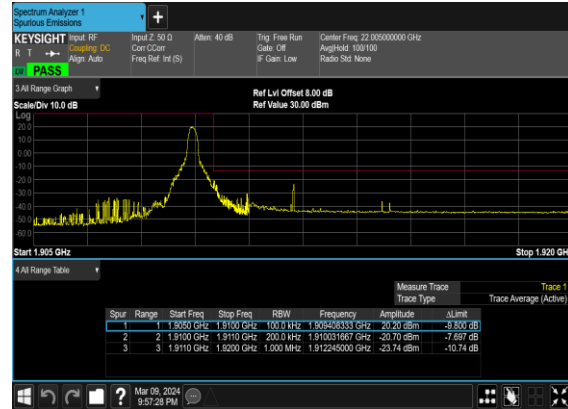 Spectrum Analyzer 1
Spurious Emissions
+
KEYSIGHT Input: RF Input Z: 50 Ω Atten: 40 dB Trig: Free Run Center Freq: 22.005000000 GHz
R T Coupling: DC Corr CCorr Gate: Off Avg|Hold: 100/100
Align: Auto Freq Ref: Int (S) IF Gain: Low Radio Std: None
PASS
3 All Range Graph
Ref Lvl Offset 8.00 dB
Scale/Div 10.0 dB Ref Value 30.00 dBm
Log
20.0
10.0
0.00
-10.0
-20.0
-30.0
-40.0
-50.0
-60.0
Start 1.905 GHz Stop 1.920 GH
4 All Range Table
Measure Trace Trace 1
Trace Type Trace Average (Active)
Spur Range Start Freq Stop Freq RBW Frequency Amplitude ΔLimit
1 1 1.9050 GHz 1.9100 GHz 100.0 kHz 1.909408333 GHz 20.20 dBm -9.800 dB
2 2 1.9100 GHz 1.9110 GHz 200.0 kHz 1.910031667 GHz -20.70 dBm -7.697 dB
3 3 1.9110 GHz 1.9200 GHz 1.000 MHz 1.912245000 GHz -23.74 dBm -10.74 dB
? Mar 09, 2024
9:57:28 PM